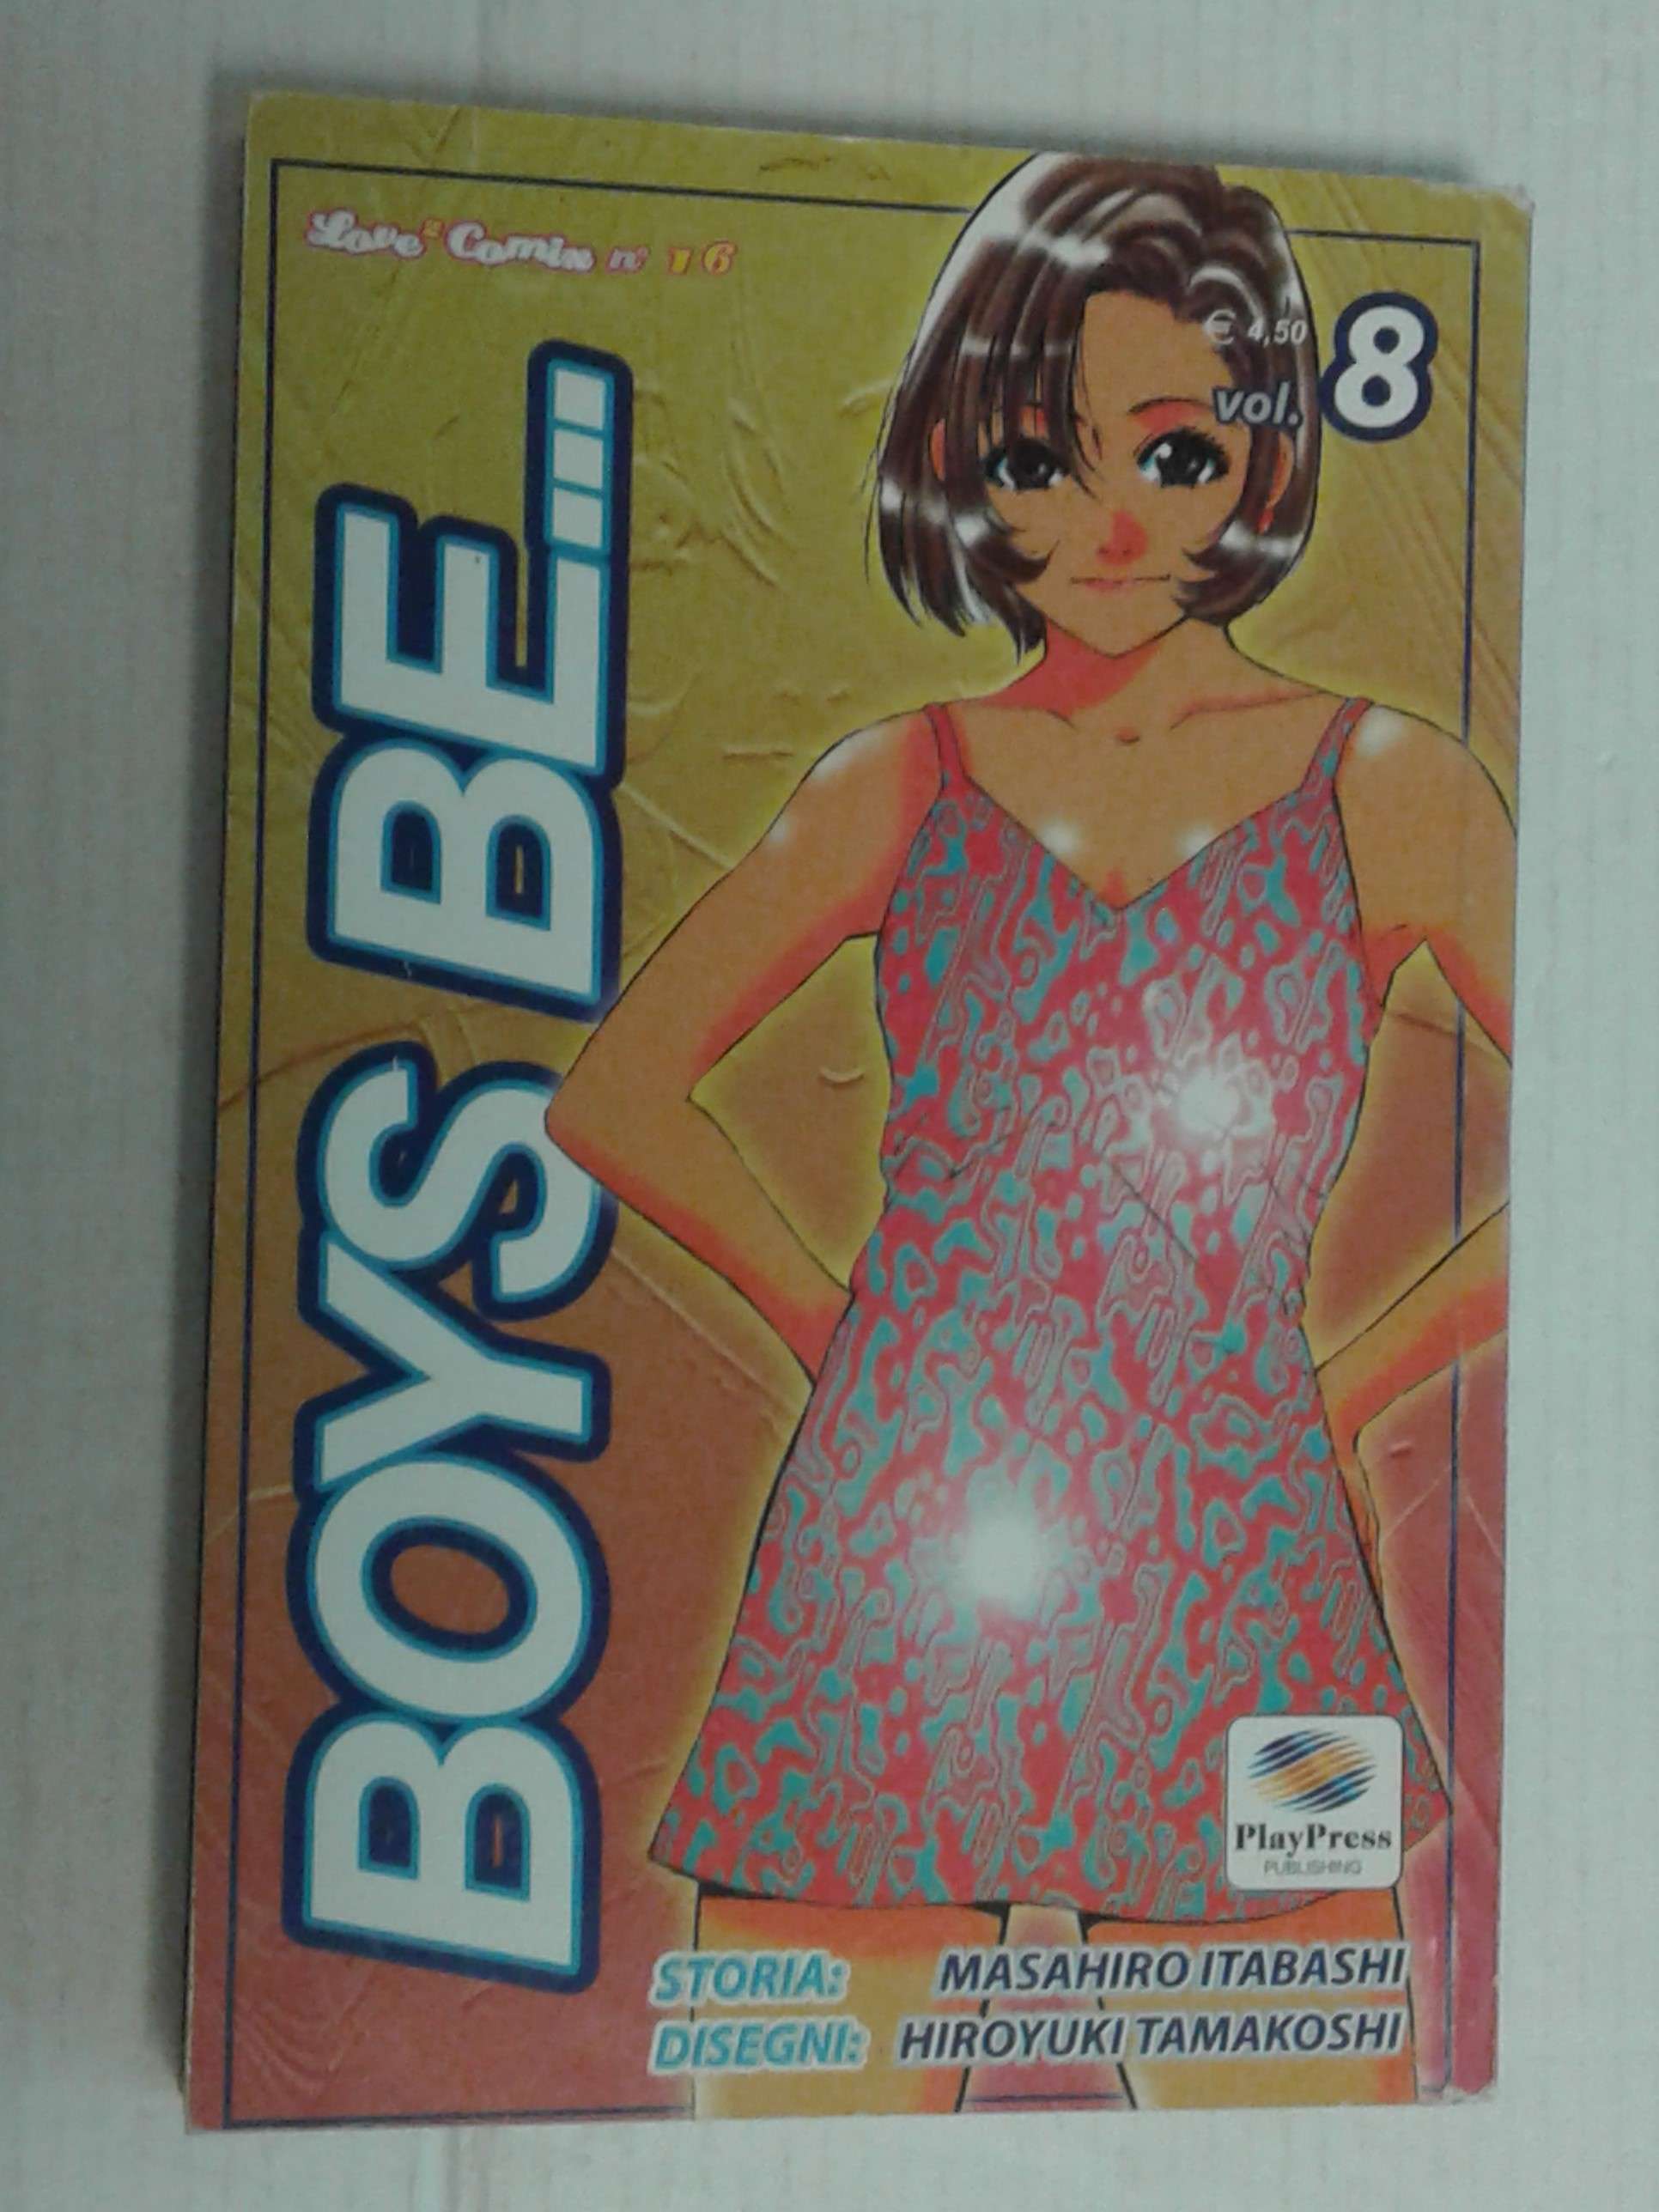 Love² Comix n° 16
€ 4,50
vol. 8
BOYS BE...
PlayPress
PUBLISHING
STORIA: MASAHIRO ITABASHI
DISEGNI: HIROYUKI TAMAKOSHI